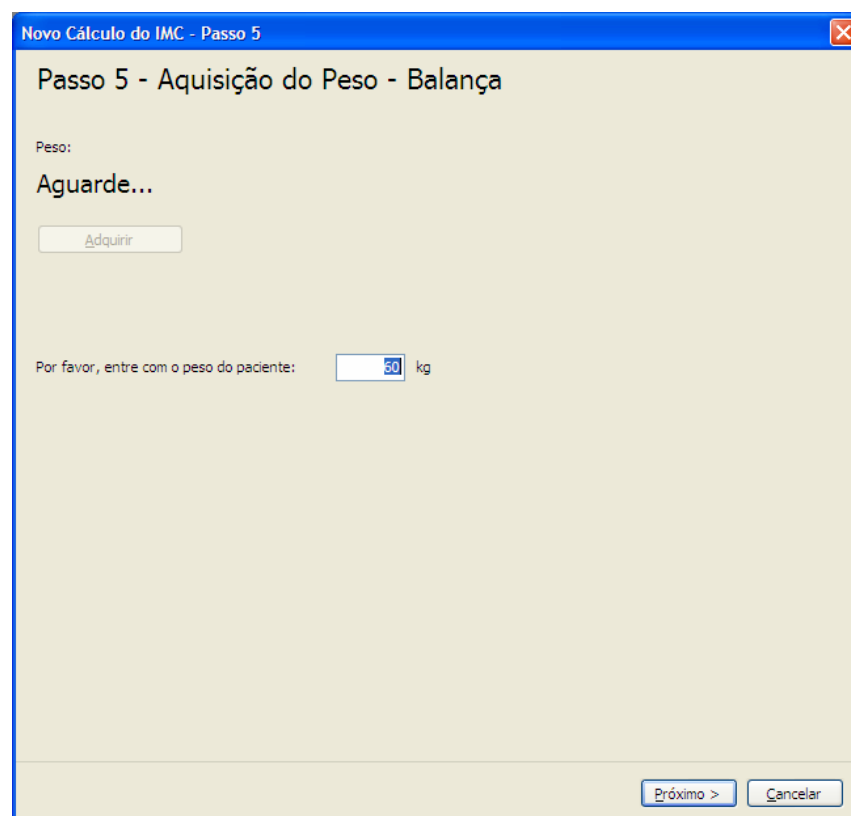 Novo Cálculo do IMC - Passo 5
Passo 5 - Aquisição do Peso - Balança
Peso:
Aguarde...
Adquirir
Por favor, entre com o peso do paciente: 60 kg
Próximo > Cancelar